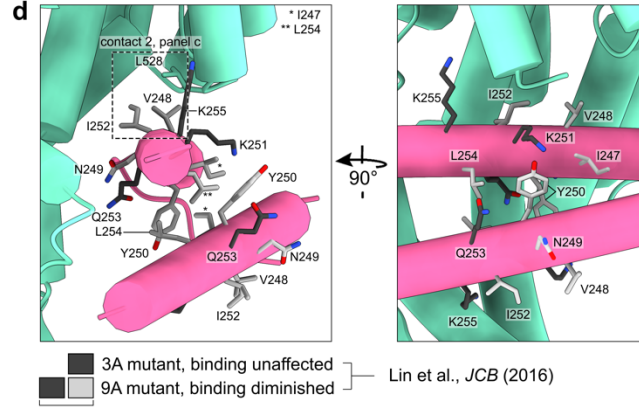 d
* I247
** L254
contact 2, panel c
L528
V248
I252
K255
K251
*
N249
Y250
**
*
Q253
L254
Y250
Q253
N249
V248
I252
90°
K255
I252
V248
K251
L254
I247
Y250
Q253
N249
V248
I252
K255
3A mutant, binding unaffected
9A mutant, binding diminished
Lin et al., JCB (2016)